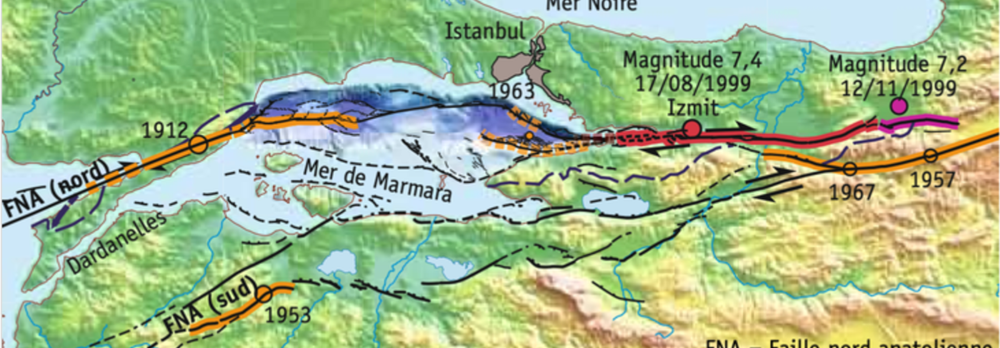 Mer Noire
Istanbul
Magnitude 7,4
17/08/1999
Izmit
Magnitude 7,2
12/11/1999
1963
1912
FNA (nord)
Mer de Marmara
1967
1957
Dardanelles
FNA (sud)
1953
FNA = Faille nord anatolienne